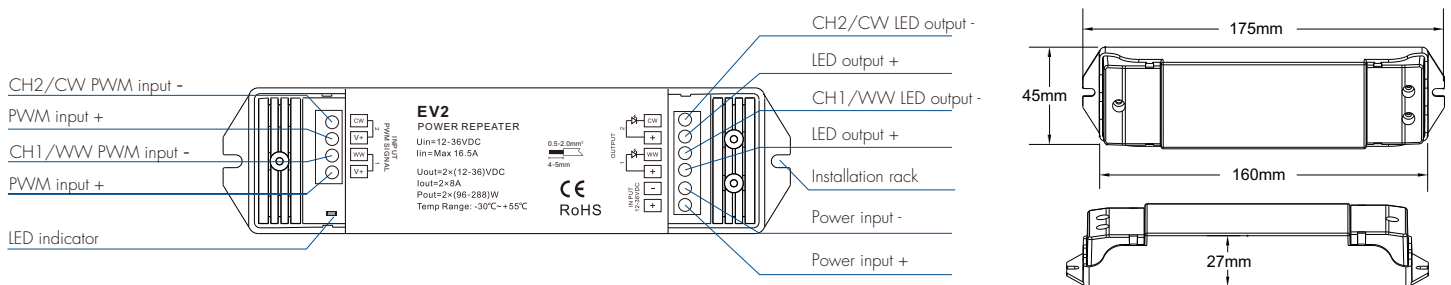 CH2/CW PWM input -
PWM input +
CH1/WW PWM input -
PWM input +
LED indicator
CW
V+
WW
V+
2
1
INPUT
PWM SIGNAL
EV2
POWER REPEATER
Uin=12-36VDC
Iin=Max 16.5A
Uout=2×(12-36)VDC
Iout=2×8A
Pout=2×(96-288)W
Temp Range: -30℃~+55℃
0.5-2.0mm²
4-5mm
CE
RoHS
OUTPUT
2
1
INPUT
12-36VDC
CW
+
WW
+
−
+
CH2/CW LED output -
LED output +
CH1/WW LED output -
LED output +
Installation rack
Power input -
Power input +
175mm
45mm
160mm
27mm